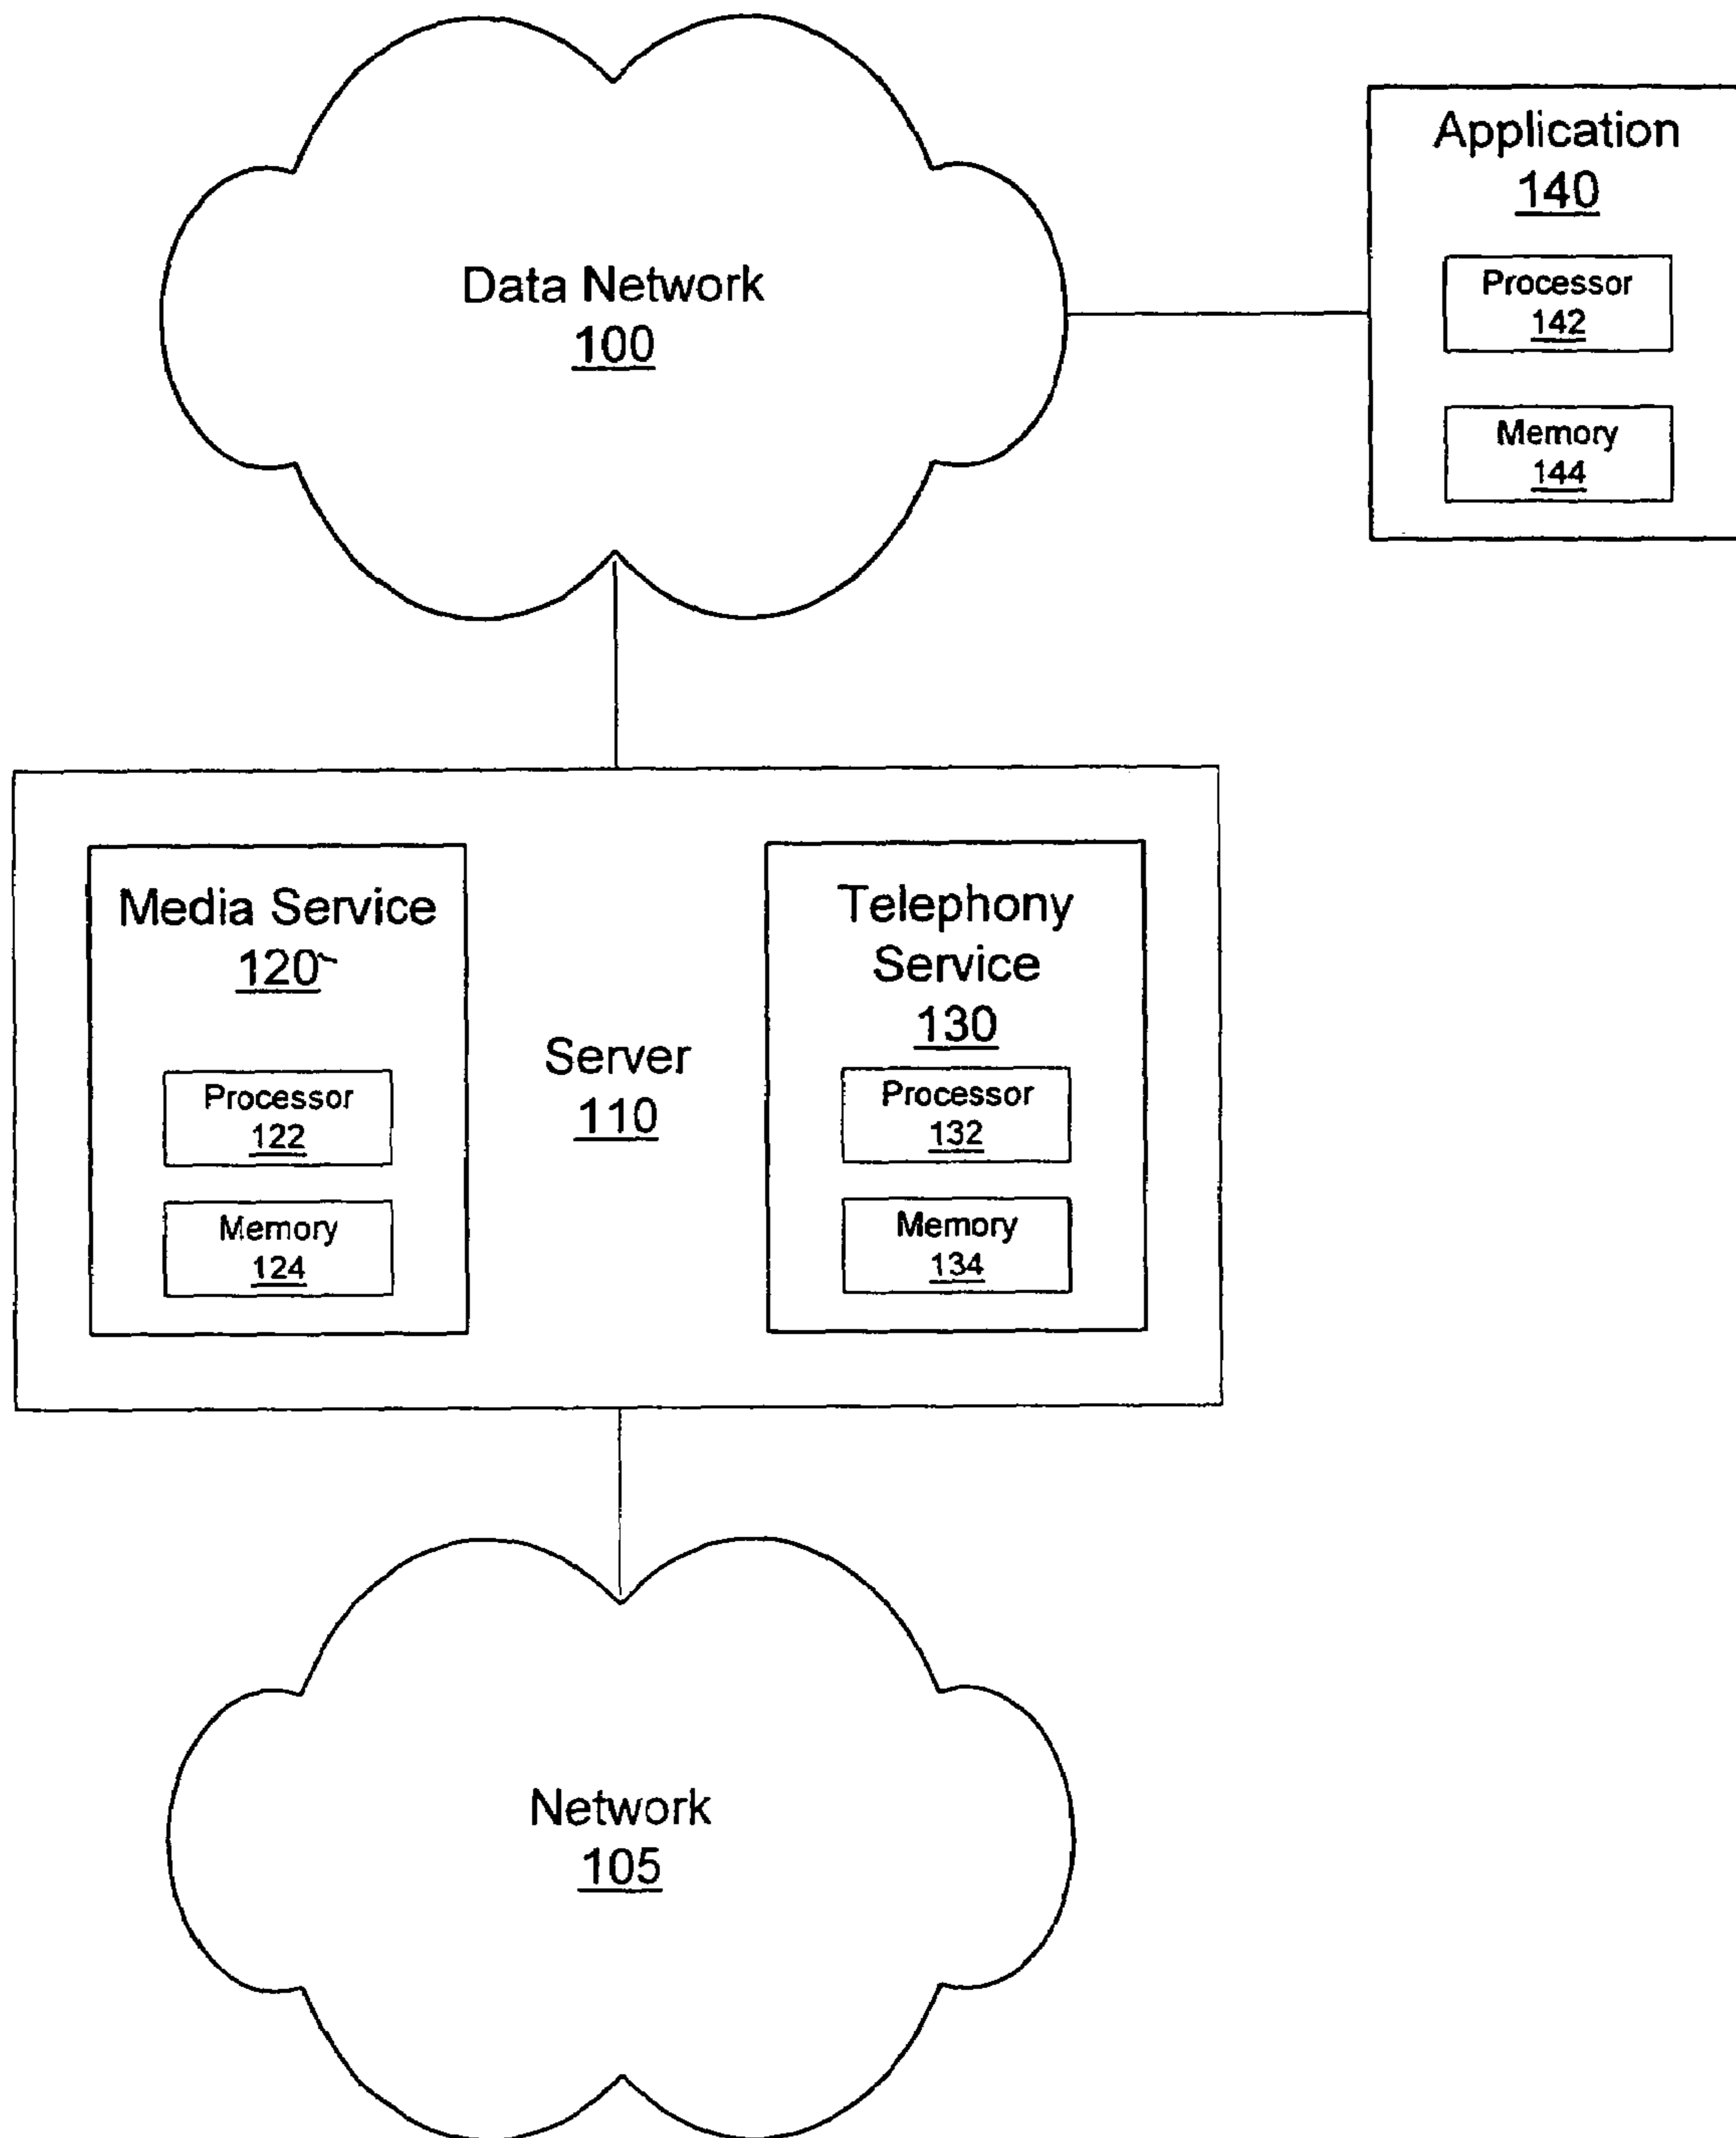 Data Network
100
Application
140
Processor
142
Memory
144
Media Service
120
Processor
122
Memory
124
Server
110
Telephony
Service
130
Processor
132
Memory
134
Network
105